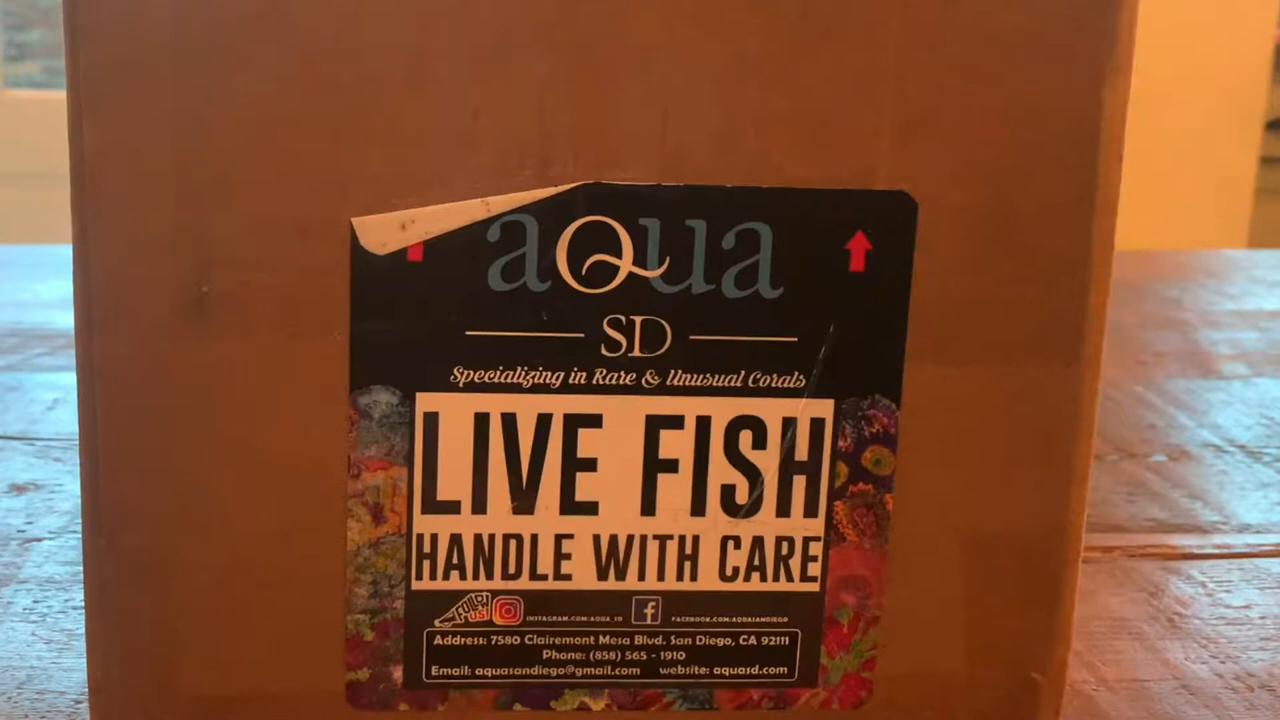 aQua
SD
Specializing in Rare & Unusual Corals
LIVE FISH
HANDLE WITH CARE
FOLLOW US!
INSTAGRAM.COM/AQUA_SD
FACEBOOK.COM/AQUASANDIEGO
Address: 7580 Clairemont Mesa Blvd. San Diego, CA 92111
Phone: (858) 565 - 1910
Email: aquasandiego@gmail.com website: aquasd.com